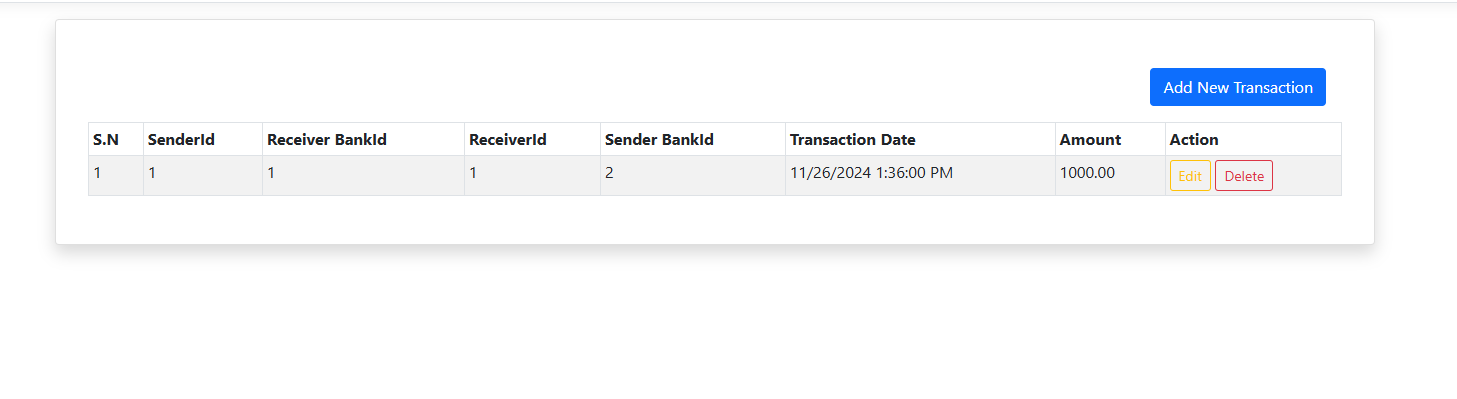 Add New Transaction
S.N SenderId Receiver BankId ReceiverId Sender BankId Transaction Date Amount Action
1 1 1 1 2 11/26/2024 1:36:00 PM 1000.00 Edit Delete